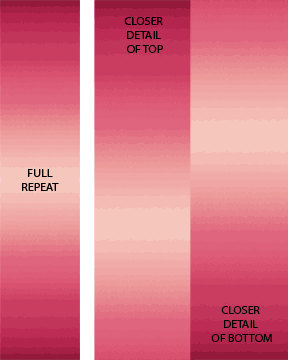 FULL
REPEAT
CLOSER
DETAIL
OF TOP
CLOSER
DETAIL
OF BOTTOM